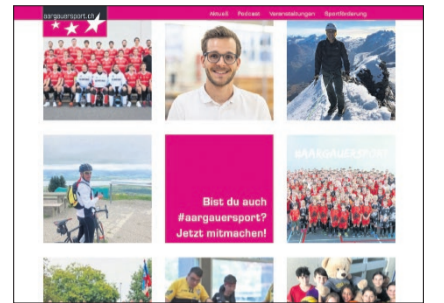 aargauersport.ch
Aktuell Podcast Veranstaltungen Sportförderung
#AARGAUERSPORT
Bist du auch
#aargauersport?
Jetzt mitmachen!